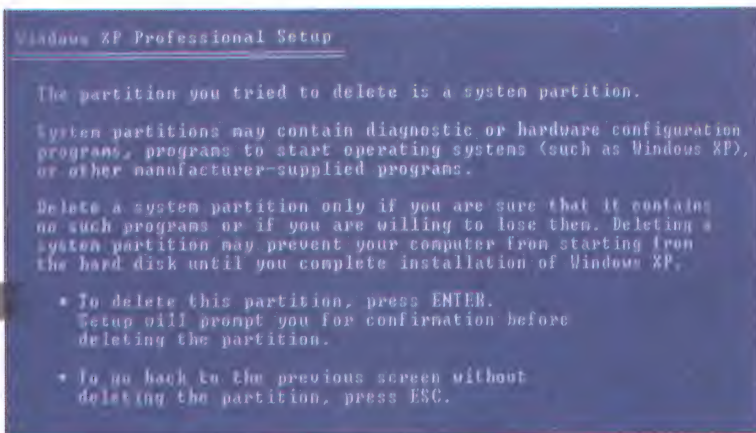 Windows XP Professional Setup
The partition you tried to delete is a system partition.
System partitions may contain diagnostic or hardware configuration
programs, programs to start operating systems (such as Windows XP),
or other manufacturer-supplied programs.
Delete a system partition only if you are sure that it contains
no such programs or if you are willing to lose them. Deleting a
system partition may prevent your computer from starting from
the hard disk until you complete installation of Windows XP.
• To delete this partition, press ENTER.
Setup will prompt you for confirmation before
deleting the partition.
• To go back to the previous screen without
deleting the partition, press ESC.